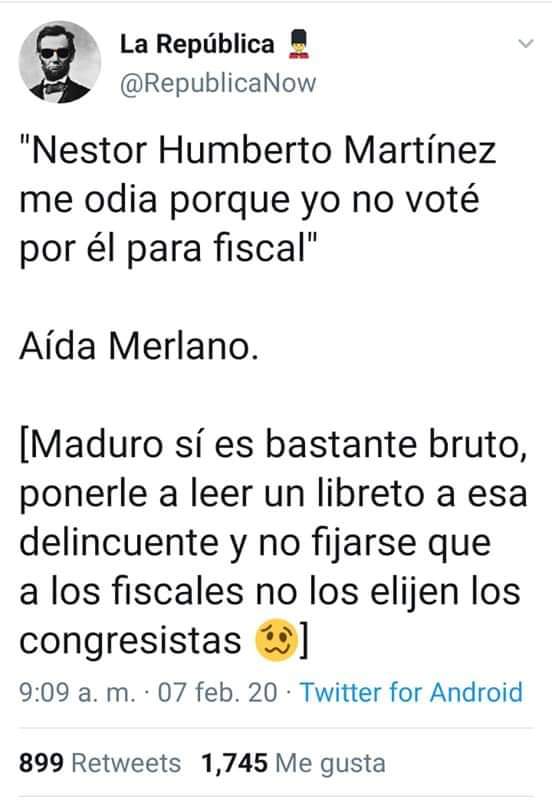 La República 💂
@RepublicaNow
"Nestor Humberto Martínez
me odia porque yo no voté
por él para fiscal"
Aída Merlano.
[Maduro sí es bastante bruto,
ponerle a leer un libreto a esa
delincuente y no fijarse que
a los fiscales no los elijen los
congresistas 🥴]
9:09 a. m. · 07 feb. 20 · Twitter for Android
899 Retweets 1,745 Me gusta